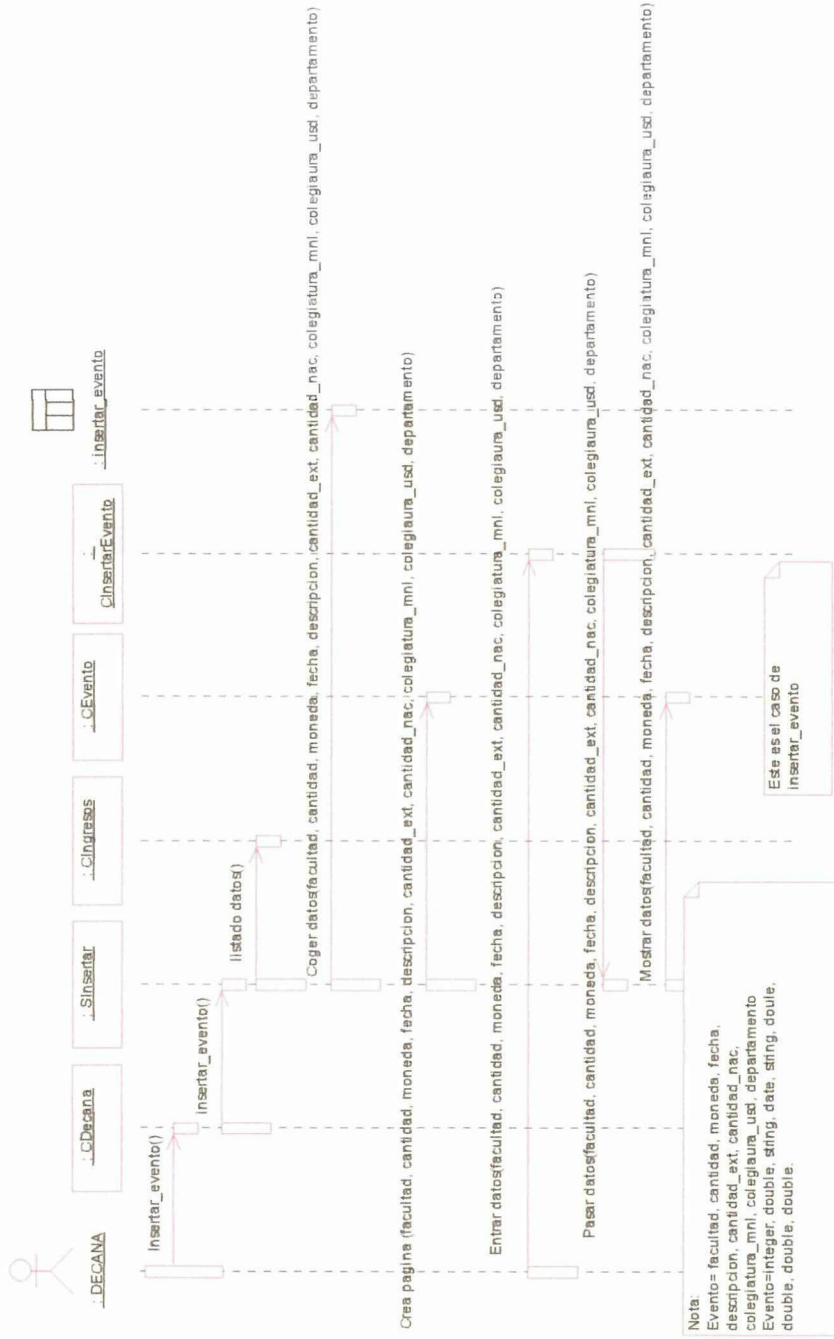 : DECANA
: CDecana
: SInsertar
: CIngresos
: CEvento
:
CInsertarEvento
: insertar_evento
Insertar_evento()
insertar_evento()
listado datos()
Coger datos(facultad, cantidad, moneda, fecha, descripcion, cantidad_ext, cantidad_nac, colegiatura_mnl, colegiaura_usd, departamento)
Crea pagina (facultad, cantidad, moneda, fecha, descripcion, cantidad_ext, cantidad_nac, colegiatura_mnl, colegiaura_usd, departamento)
Entrar datos(facultad, cantidad, moneda, fecha, descripcion, cantidad_ext, cantidad_nac, colegiatura_mnl, colegiaura_usd, departamento)
Pasar datos(facultad, cantidad, moneda, fecha, descripcion, cantidad_ext, cantidad_nac, colegiatura_mnl, colegiaura_usd, departamento)
Mostrar datos(facultad, cantidad, moneda, fecha, descripcion, cantidad_ext, cantidad_nac, colegiatura_mnl, colegiaura_usd, departamento)
Nota:
Evento= facultad, cantidad, moneda, fecha,
descripcion, cantidad_ext, cantidad_nac,
colegiatura_mnl, colegiaura_usd, departamento
Evento=integer, double, string, date, string, doule,
double, double, double.
Este es el caso de
insertar_evento